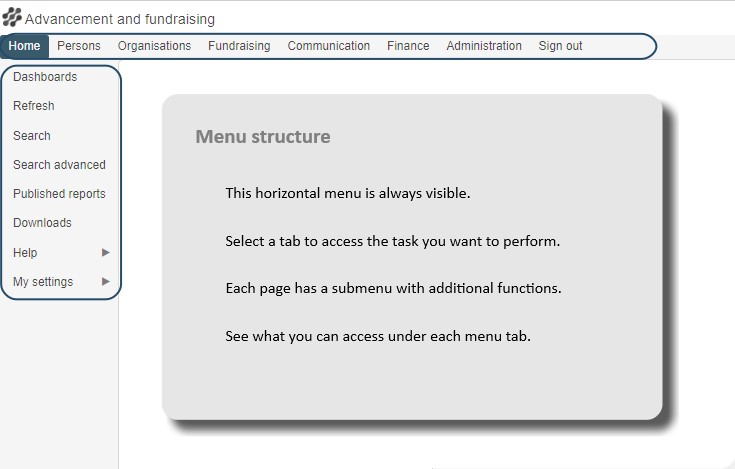 Advancement and fundraising
Home Persons Organisations Fundraising Communication Finance Administration Sign out
Dashboards
Refresh
Search
Search advanced
Published reports
Downloads
Help
My settings
Menu structure
This horizontal menu is always visible.
Select a tab to access the task you want to perform.
Each page has a submenu with additional functions.
See what you can access under each menu tab.